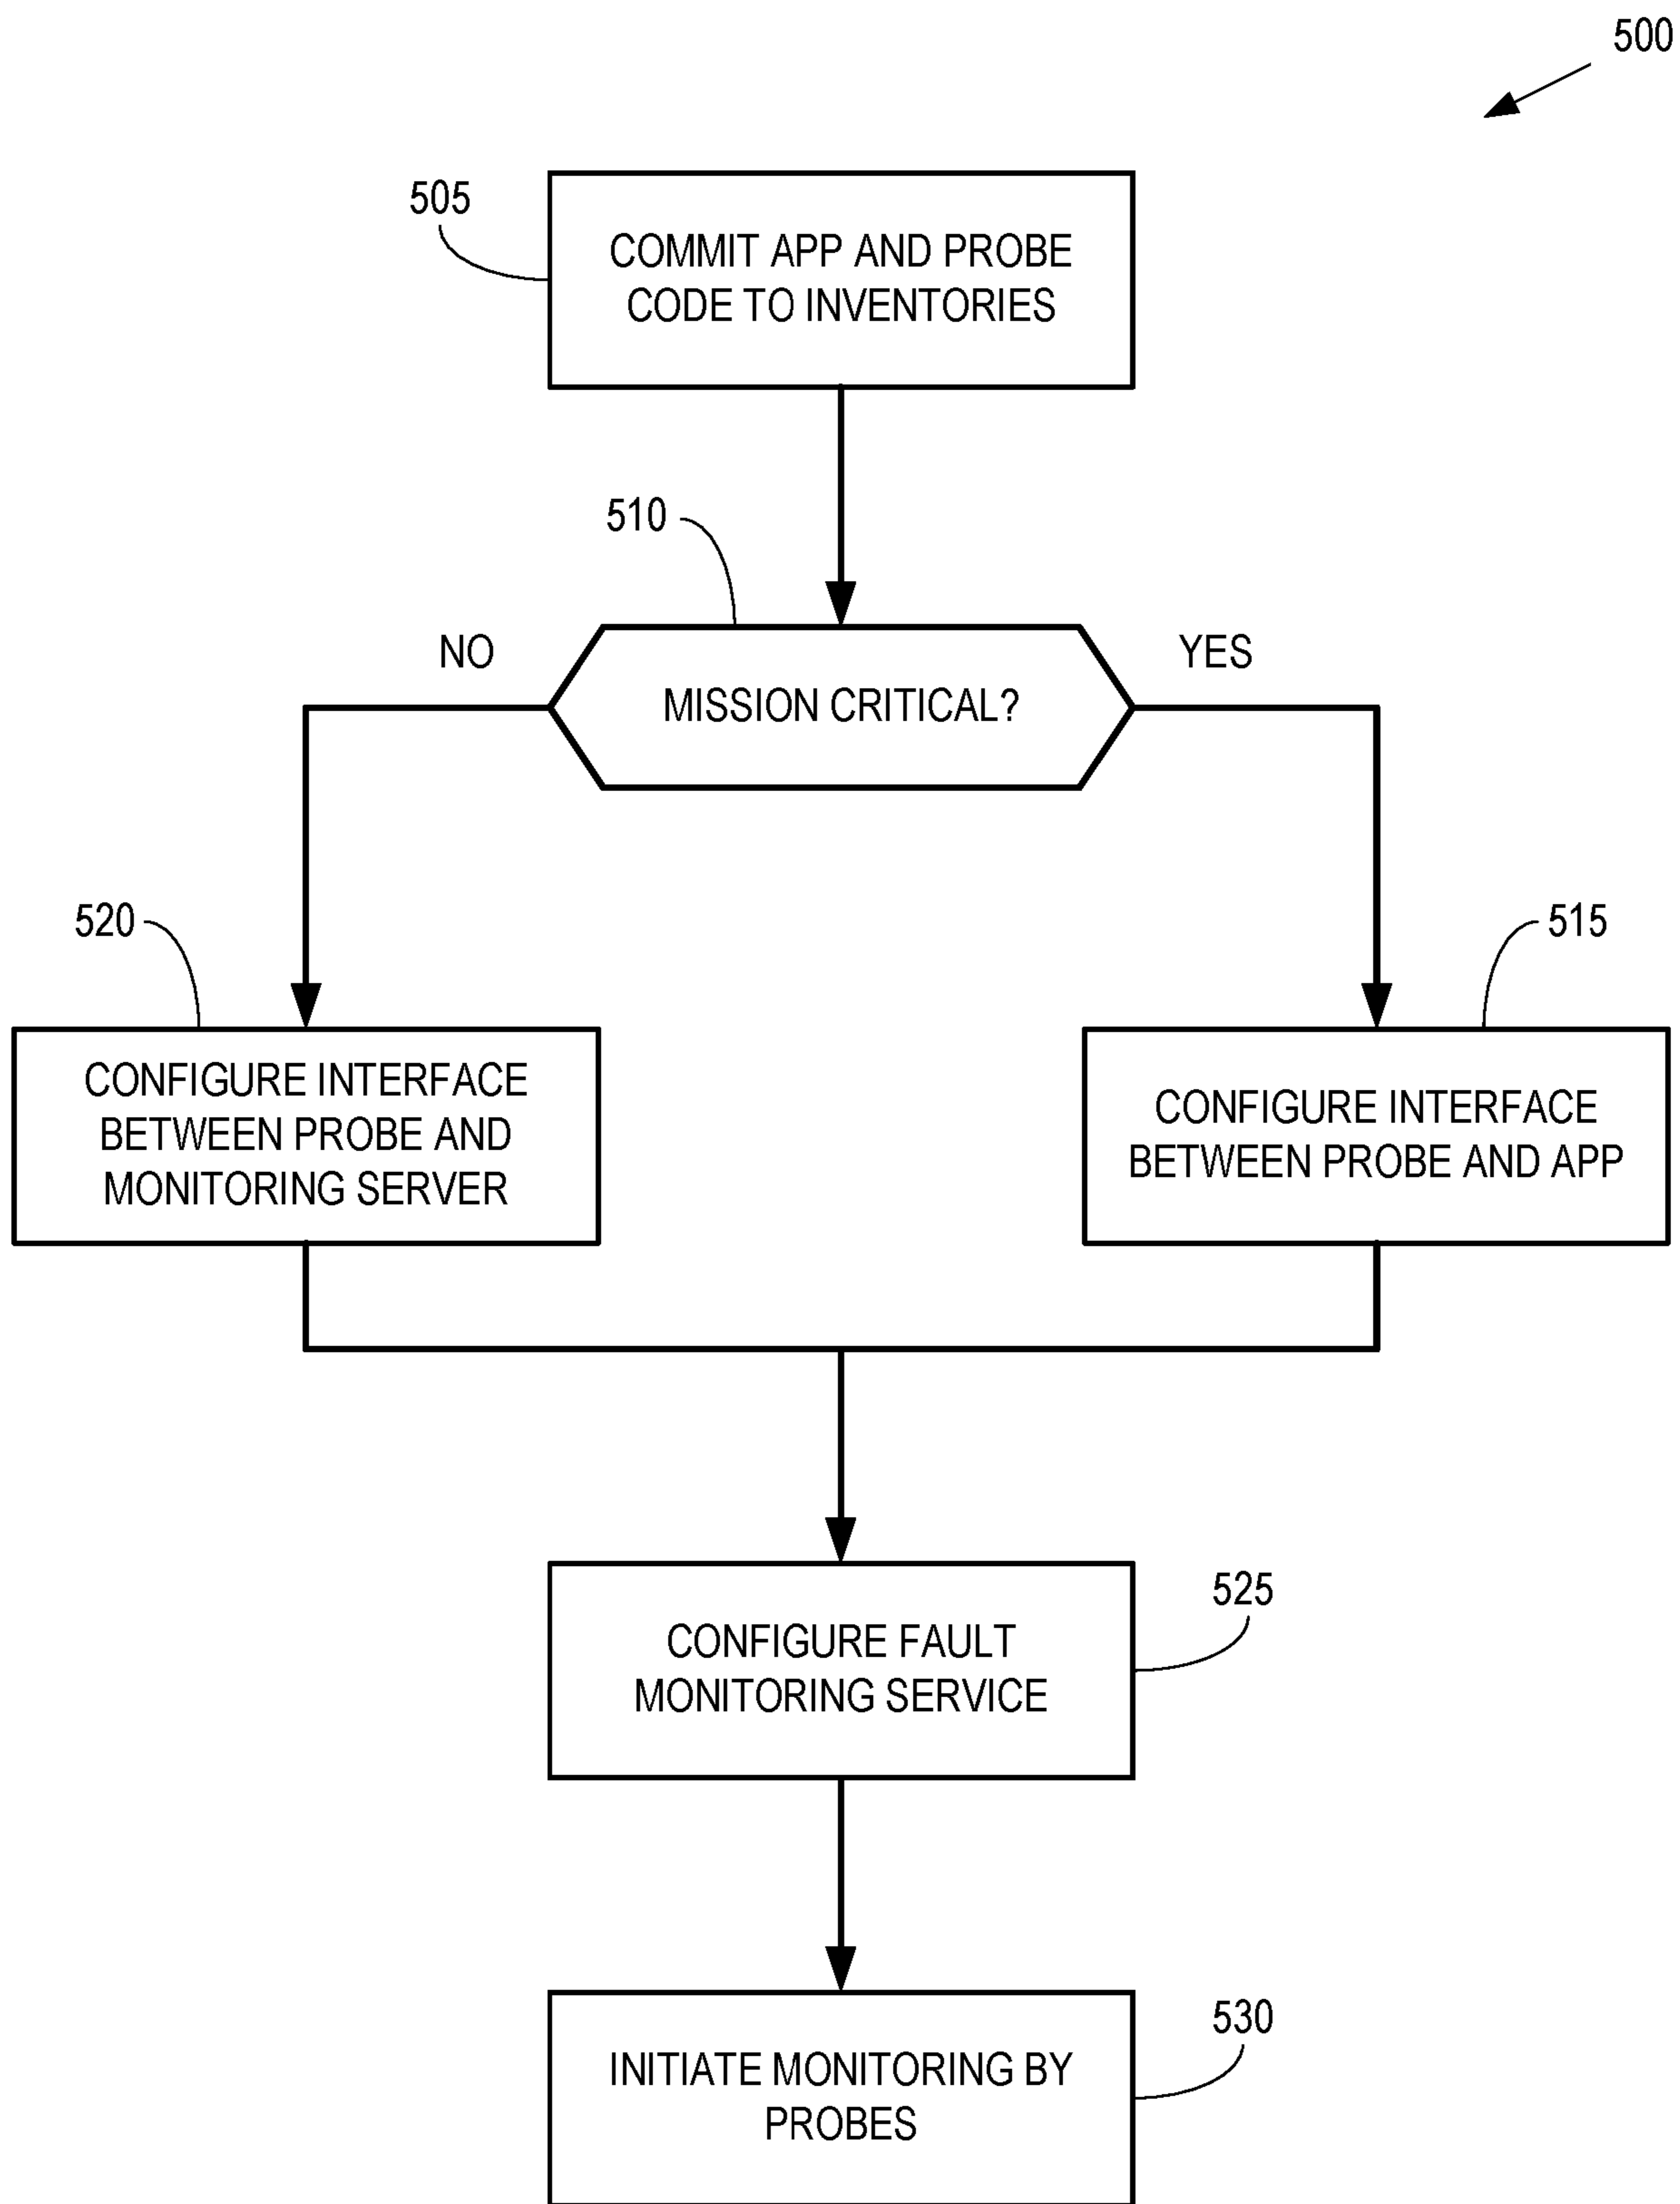 500
505
COMMIT APP AND PROBE
CODE TO INVENTORIES
510
NO
YES
MISSION CRITICAL?
520
515
CONFIGURE INTERFACE
BETWEEN PROBE AND
MONITORING SERVER
CONFIGURE INTERFACE
BETWEEN PROBE AND APP
525
CONFIGURE FAULT
MONITORING SERVICE
530
INITIATE MONITORING BY
PROBES